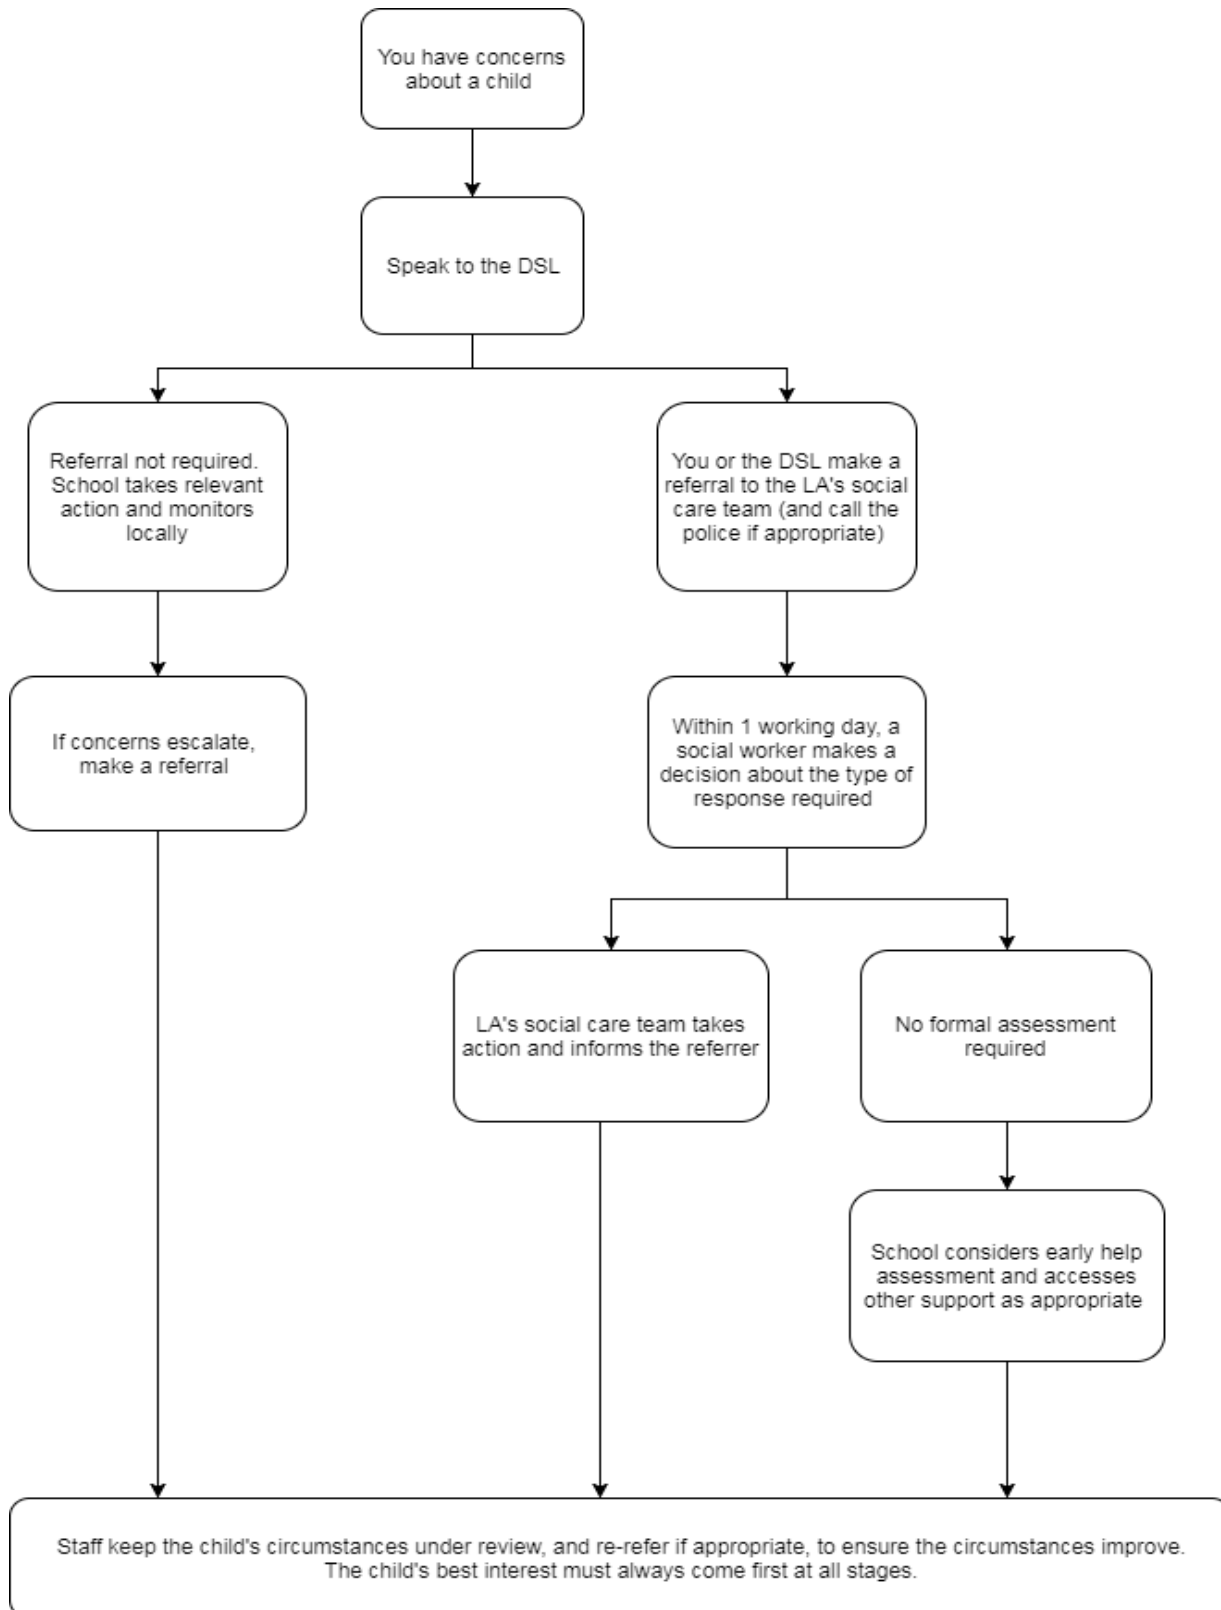 You have concerns
about a child
Speak to the DSL
Referral not required.
School takes relevant
action and monitors
locally
You or the DSL make a
referral to the LA's social
care team (and call the
police if appropriate)
If concerns escalate,
make a referral
Within 1 working day, a
social worker makes a
decision about the type of
response required
LA's social care team takes
action and informs the referrer
No formal assessment
required
School considers early help
assessment and accesses
other support as appropriate
Staff keep the child's circumstances under review, and re-refer if appropriate, to ensure the circumstances improve.
The child's best interest must always come first at all stages.